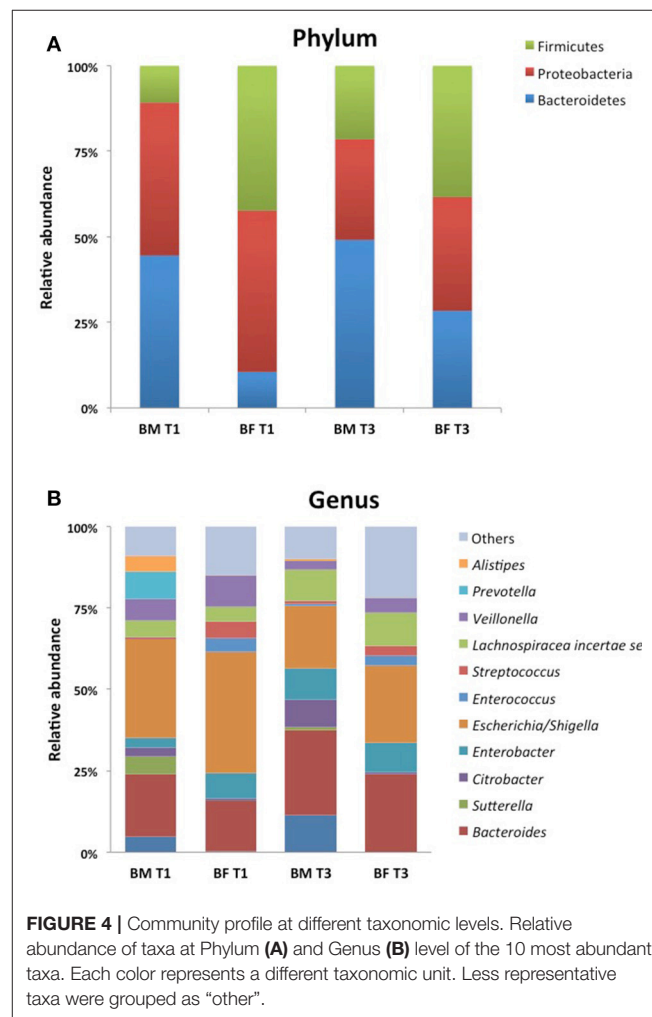 A
Phylum
Firmicutes
Proteobacteria
Bacteroidetes
Relative abundance
100%
75%
50%
25%
0%
BM T1
BF T1
BM T3
BF T3
B
Genus
Others
Alistipes
Prevotella
Veillonella
Lachnospiracea incertae se
Streptococcus
Enterococcus
Escherichia/Shigella
Enterobacter
Citrobacter
Sutterella
Bacteroides
Relative abundance
100%
75%
50%
25%
0%
BM T1
BF T1
BM T3
BF T3
FIGURE 4 | Community profile at different taxonomic levels. Relative
abundance of taxa at Phylum (A) and Genus (B) level of the 10 most abundant
taxa. Each color represents a different taxonomic unit. Less representative
taxa were grouped as “other”.